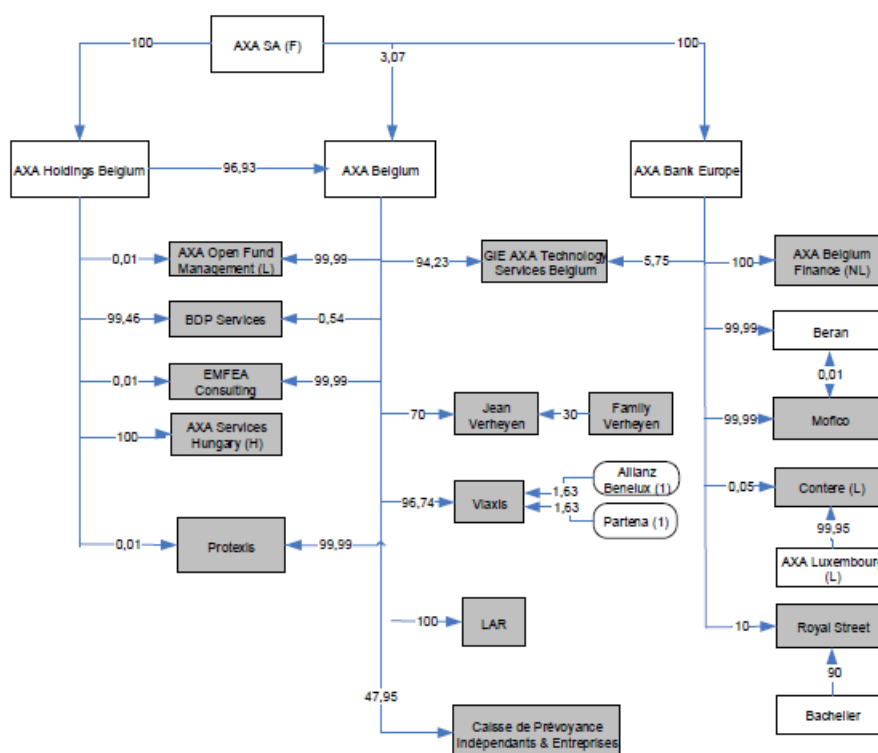 AXA SA (F)
100
3,07
100
AXA Holdings Belgium
96,93
AXA Belgium
AXA Bank Europe
0,01
AXA Open Fund
Management (L)
99,99
94,23
GIE AXA Technology
Services Belgium
5,75
100
AXA Belgium
Finance (NL)
99,46
BDP Services
0,54
99,99
Beran
0,01
0,01
EMFEA
Consulting
99,99
100
AXA Services
Hungary (H)
70
Jean
Verheyen
30
Family
Verheyen
99,99
Mofico
96,74
Viaxis
1,63
1,63
Allianz
Benelux (1)
Partena (1)
0,05
Contere (L)
99,95
AXA Luxembourg
(L)
0,01
Protexis
99,99
100
LAR
10
Royal Street
90
Bachelier
47,95
Caisse de Prévoyance
Indépendants & Entreprises